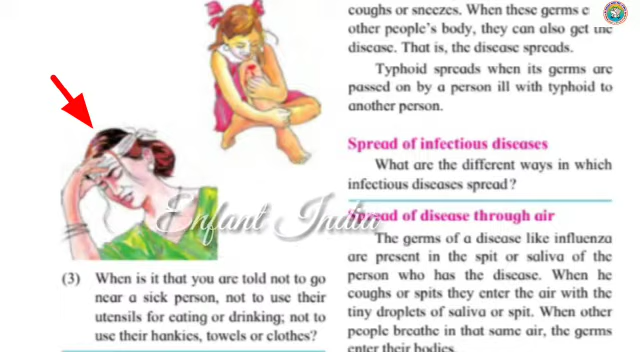 (3) When is it that you are told not to go
near a sick person, not to use their
utensils for eating or drinking; not to
use their hankies, towels or clothes?
coughs or sneezes. When these germs e
other people's body, they can also get the
disease. That is, the disease spreads.
Typhoid spreads when its germs are
passed on by a person ill with typhoid to
another person.
Spread of infectious diseases
What are the different ways in which
infectious diseases spread?
Spread of disease through air
The germs of a disease like influenza
are present in the spit or saliva of the
person who has the disease. When he
coughs or spits they enter the air with the
tiny droplets of saliva or spit. When other
people breathe in that same air, the germs
enter their bodies.
Enfant India